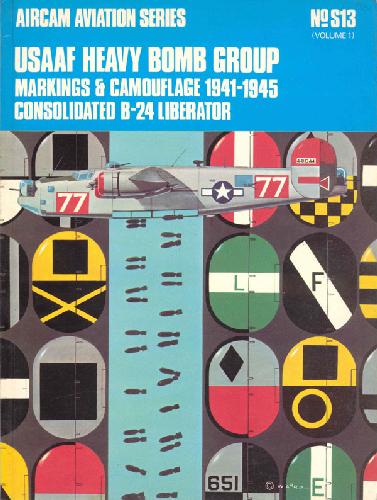 AIRCAM AVIATION SERIES
No S13
(VOLUME 1)
USAAF HEAVY BOMB GROUP
MARKINGS & CAMOUFLAGE 1941-1945
CONSOLIDATED B-24 LIBERATOR
AIRCAM
77
77
L
F
651
E